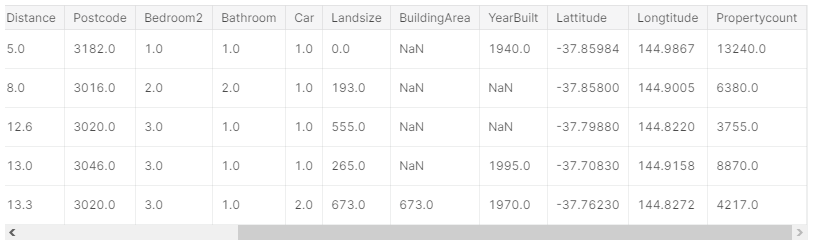 Distance Postcode Bedroom2 Bathroom Car Landsize BuildingArea YearBuilt Lattitude Longtitude Propertycount
5.0 3182.0 1.0 1.0 1.0 0.0 NaN 1940.0 -37.85984 144.9867 13240.0
8.0 3016.0 2.0 2.0 1.0 193.0 NaN NaN -37.85800 144.9005 6380.0
12.6 3020.0 3.0 1.0 1.0 555.0 NaN NaN -37.79880 144.8220 3755.0
13.0 3046.0 3.0 1.0 1.0 265.0 NaN 1995.0 -37.70830 144.9158 8870.0
13.3 3020.0 3.0 1.0 2.0 673.0 673.0 1970.0 -37.76230 144.8272 4217.0